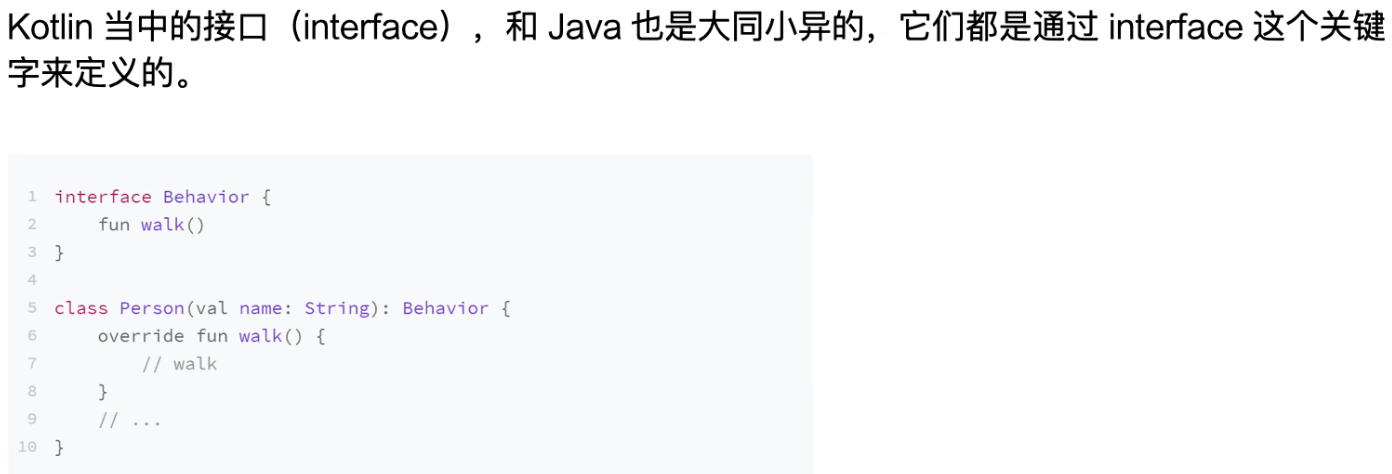 Kotlin 当中的接口（interface），和 Java 也是大同小异的，它们都是通过 interface 这个关键
字来定义的。
1 interface Behavior {
2     fun walk()
3 }
4
5 class Person(val name: String): Behavior {
6     override fun walk() {
7         // walk
8     }
9     // ...
10 }